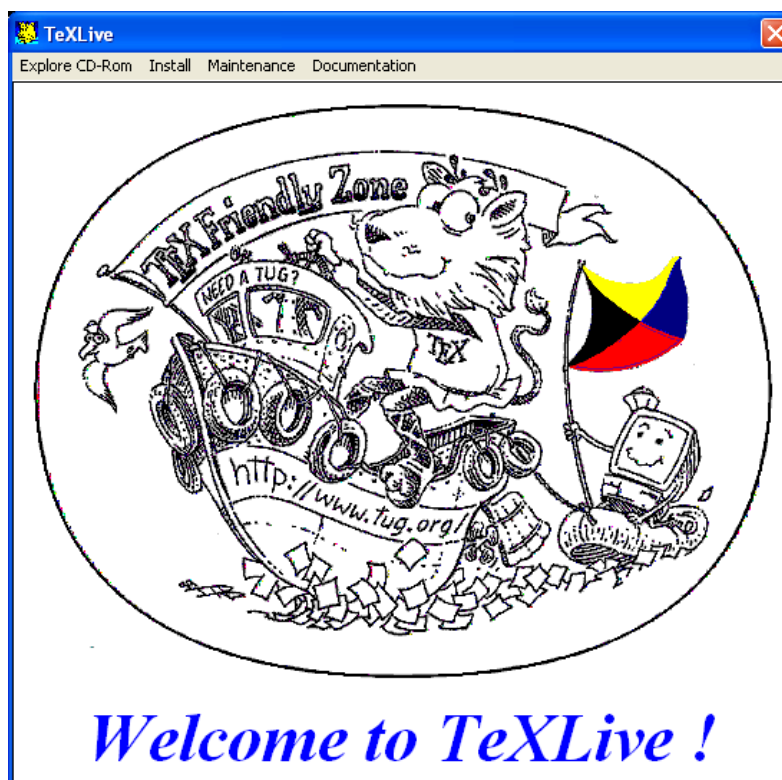 TeXLive
Explore CD-Rom Install Maintenance Documentation
TEX Friendly Zone
NEED A TUG?
TEX
http://www.tug.org/
Welcome to TeXLive !